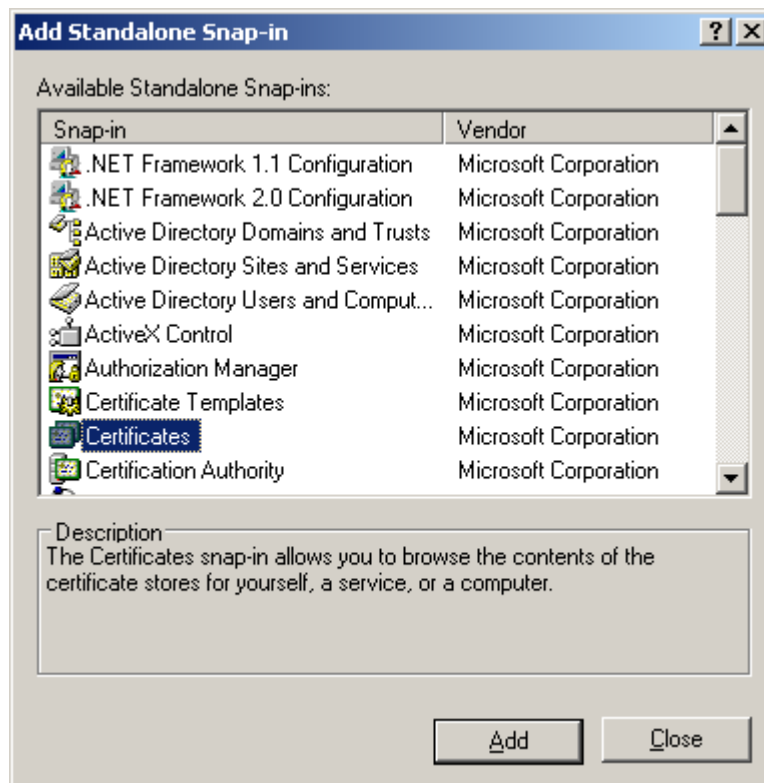 Add Standalone Snap-in
Available Standalone Snap-ins:
Snap-in Vendor
.NET Framework 1.1 Configuration Microsoft Corporation
.NET Framework 2.0 Configuration Microsoft Corporation
Active Directory Domains and Trusts Microsoft Corporation
Active Directory Sites and Services Microsoft Corporation
Active Directory Users and Comput... Microsoft Corporation
ActiveX Control Microsoft Corporation
Authorization Manager Microsoft Corporation
Certificate Templates Microsoft Corporation
Certificates Microsoft Corporation
Certification Authority Microsoft Corporation
Description
The Certificates snap-in allows you to browse the contents of the
certificate stores for yourself, a service, or a computer.
Add Close